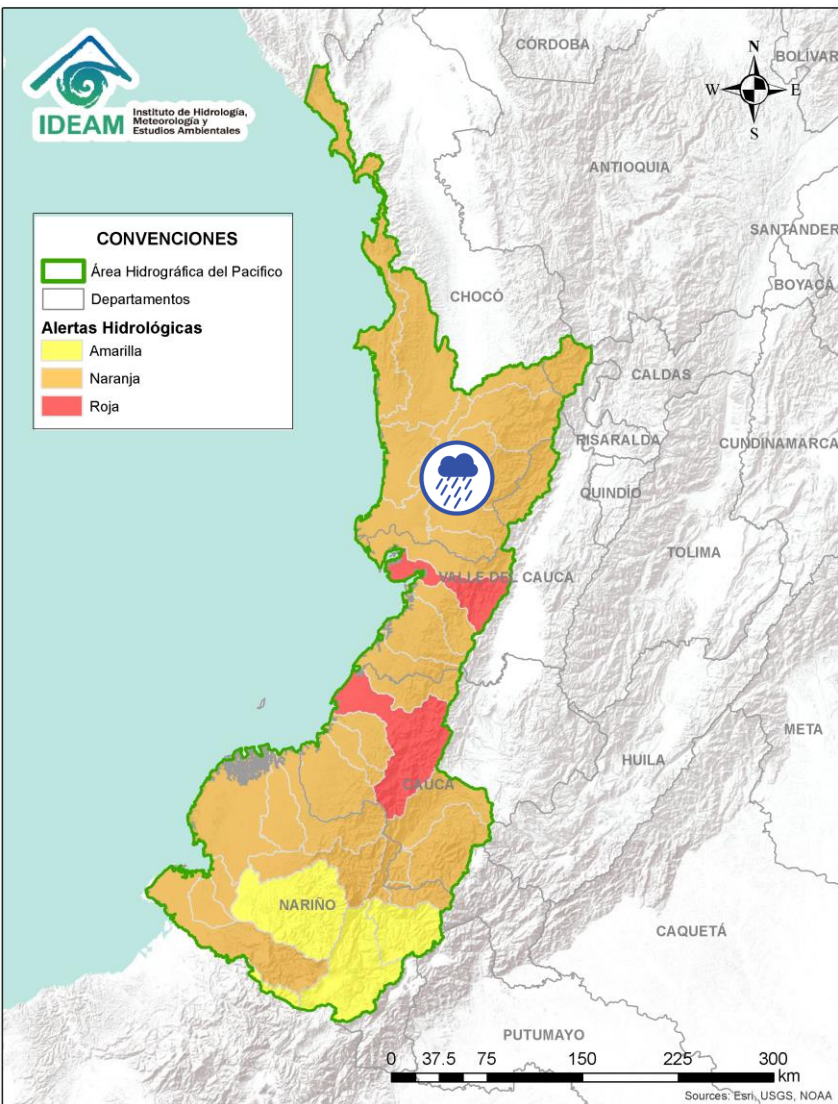 IDEAM
Instituto de Hidrología,
Meteorología y
Estudios Ambientales
CÓRDOBA
BOLÍVAR
N
W
E
S
ANTIOQUIA
SANTANDER
BOYACÁ
CONVENCIONES
Área Hidrográfica del Pacifico
Departamentos
Alertas Hidrológicas
Amarilla
Naranja
Roja
CHOCÓ
CALDAS
RISARALDA
CUNDINAMARCA
QUINDÍO
TOLIMA
VALLE DEL CAUCA
META
HUILA
CAUCA
NARIÑO
CAQUETÁ
PUTUMAYO
0 37.5 75 150 225 300
km
Sources: Esri, USGS, NOAA